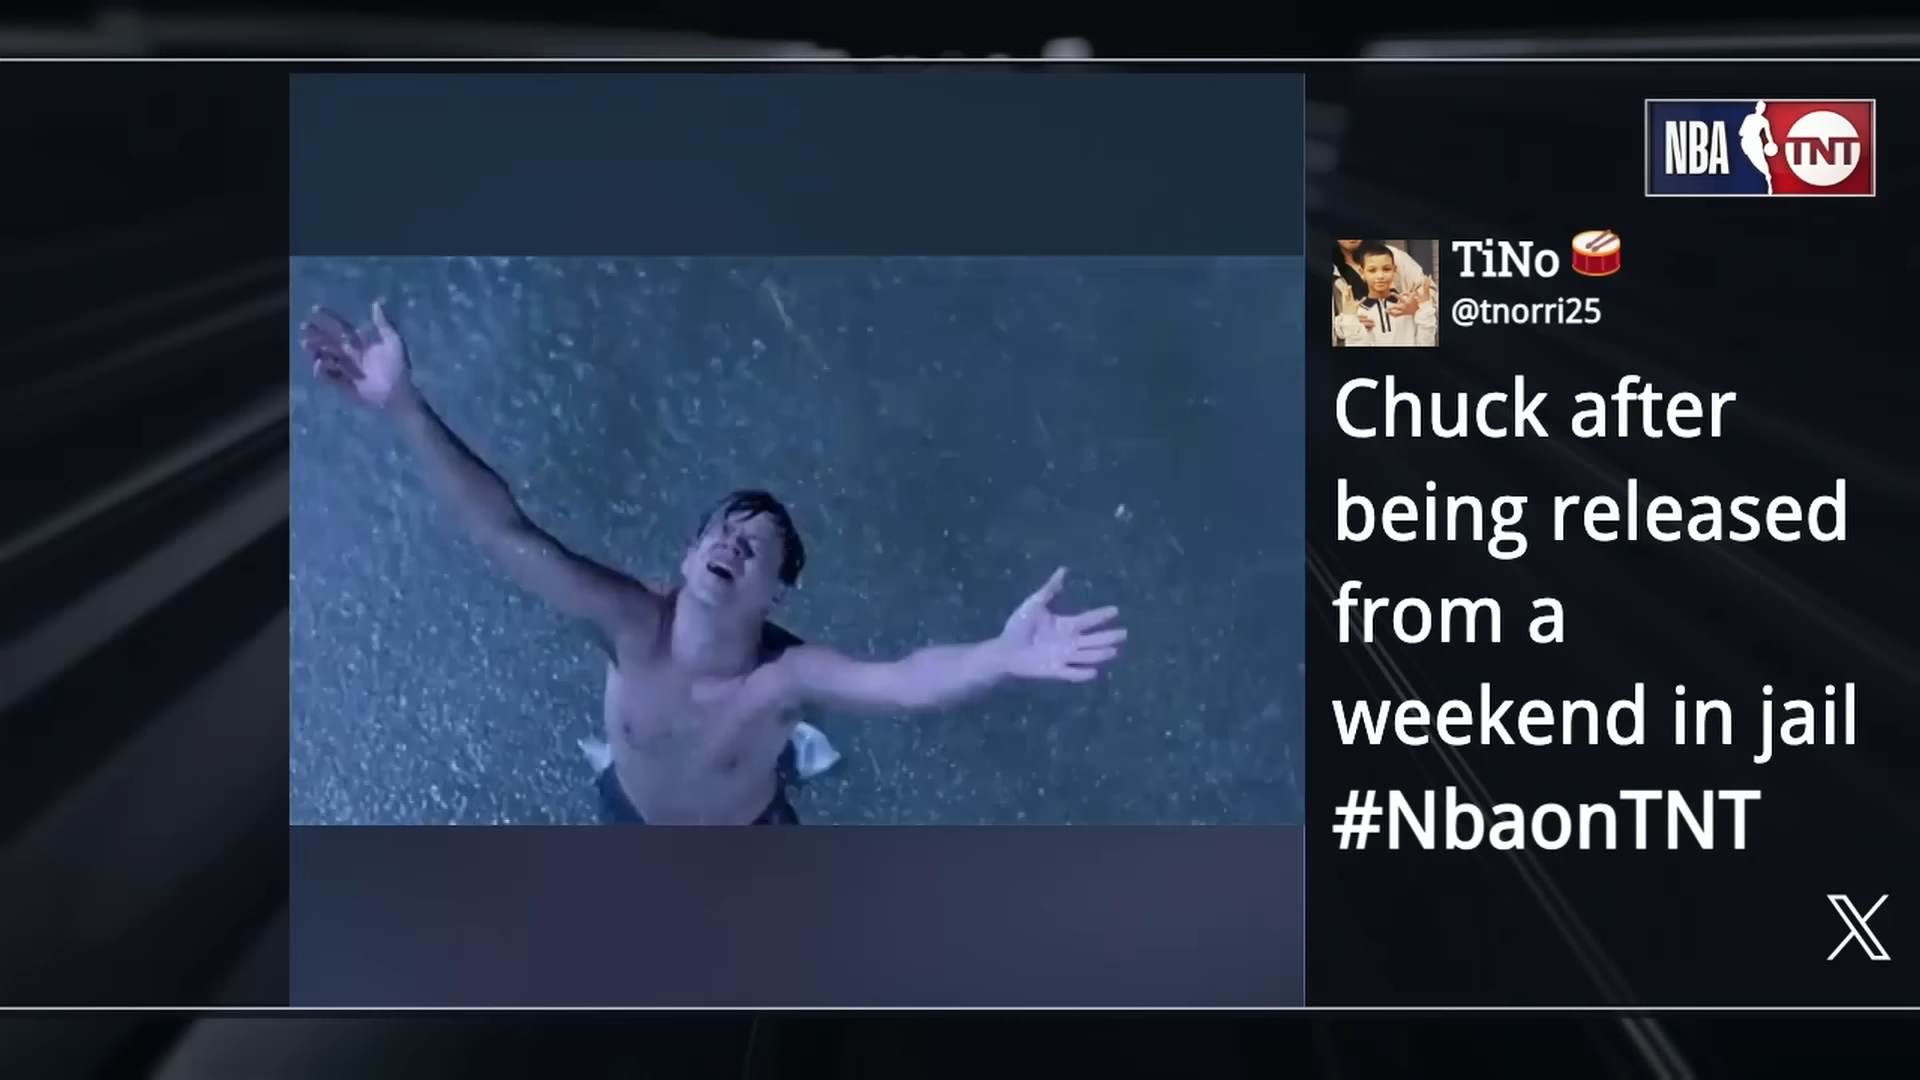 NBA TNT
TiNo
@tnorri25
Chuck after
being released
from a
weekend in jail
#NbaonTNT
X